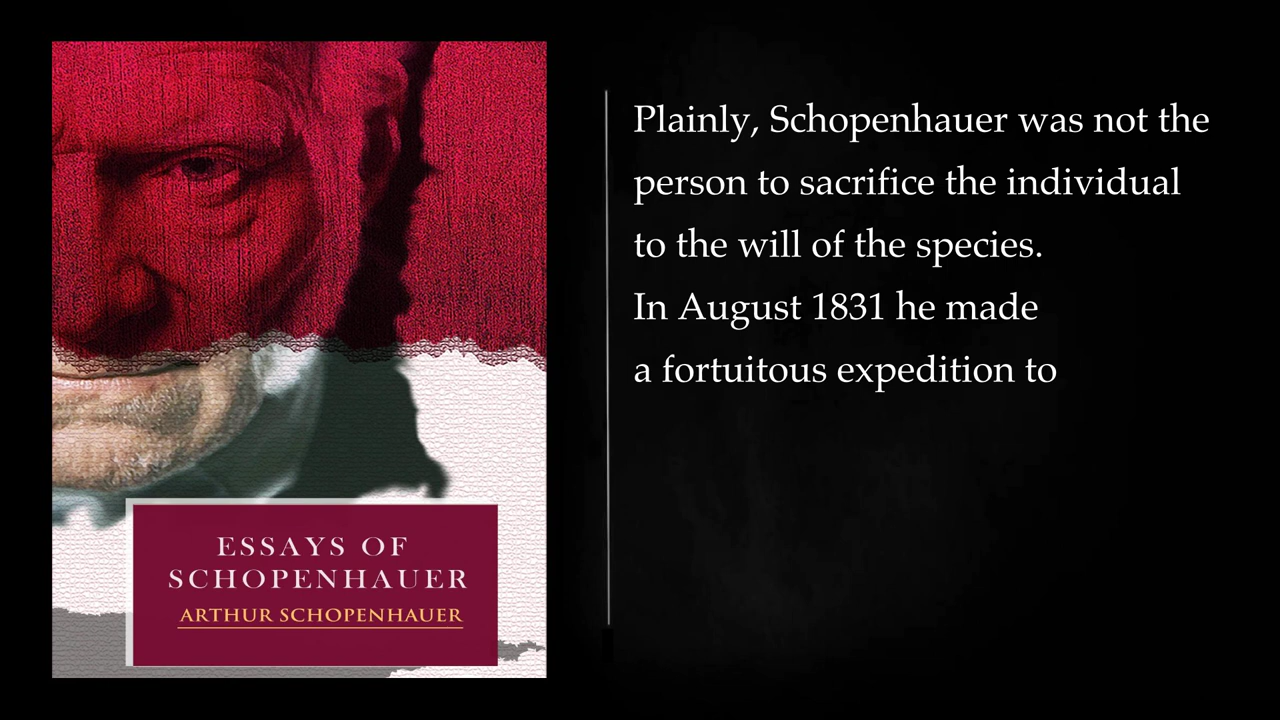 ESSAYS OF
SCHOPENHAUER
ARTHUR SCHOPENHAUER
Plainly, Schopenhauer was not the
person to sacrifice the individual
to the will of the species.
In August 1831 he made
a fortuitous expedition to